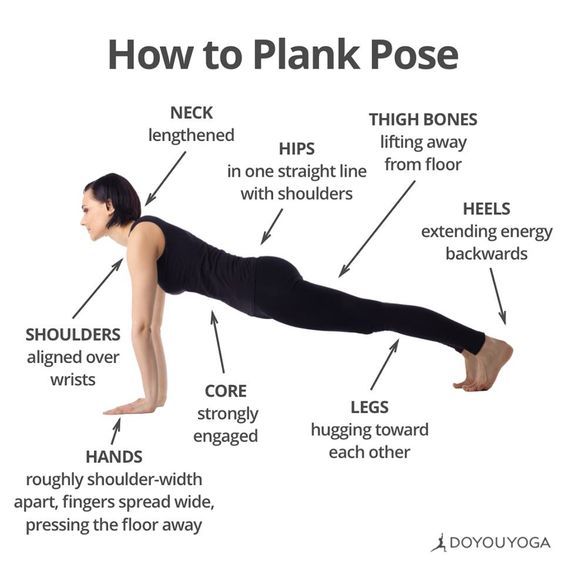 How to Plank Pose
NECK
lengthened
HIPS
in one straight line
with shoulders
THIGH BONES
lifting away
from floor
HEELS
extending energy
backwards
SHOULDERS
aligned over
wrists
CORE
strongly
engaged
LEGS
hugging toward
each other
HANDS
roughly shoulder-width
apart, fingers spread wide,
pressing the floor away
DOYOUYOGA